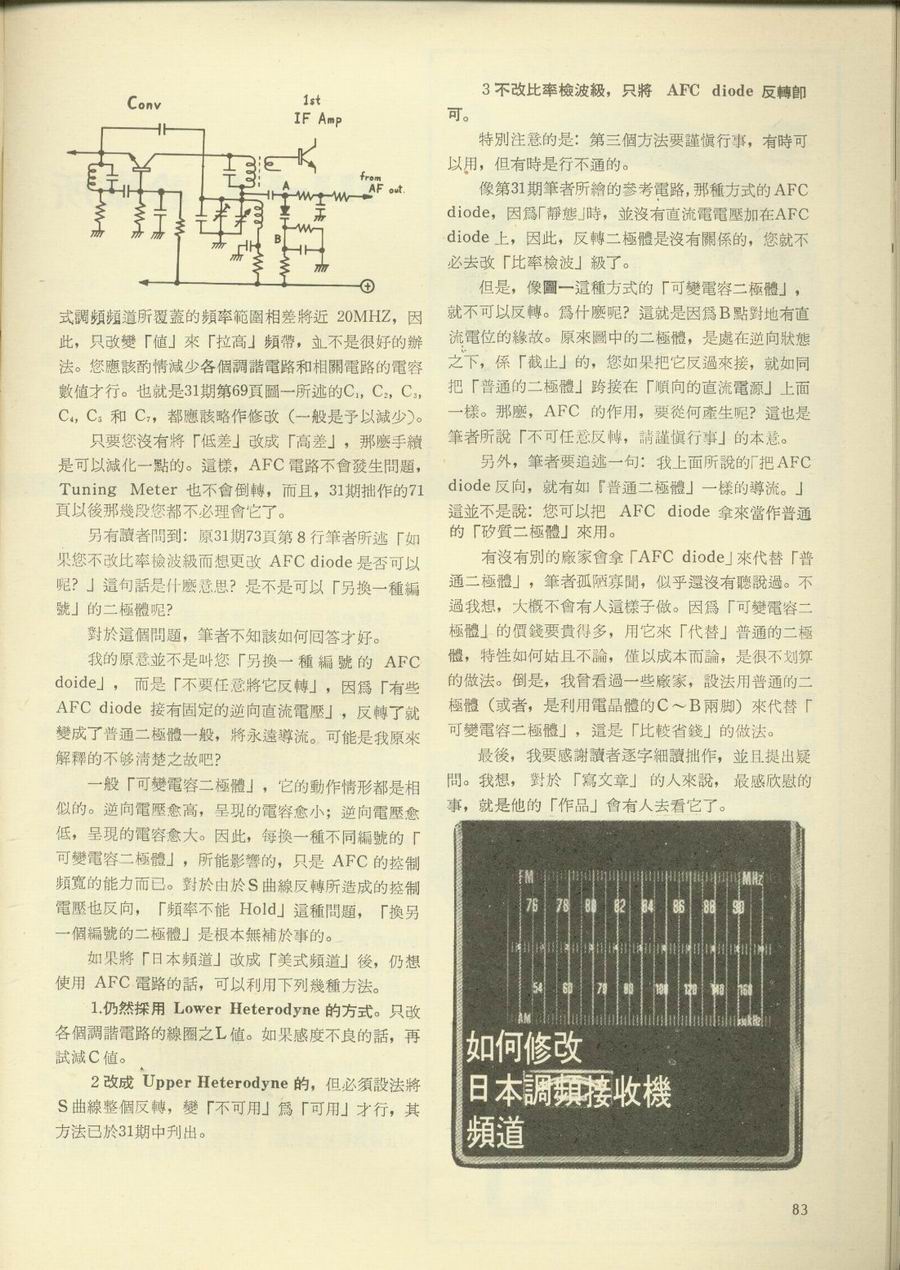 Conv
1st
IF Amp
from
AF out.
A
B
式調頻頻道所覆蓋的頻率範圍相差將近 20MHZ，因
此，只改變「値」來「拉高」頻帶，並不是很好的辦
法。您應該酌情減少各個調諧電路和相關電路的電容
數値才行。也就是31期第69頁圖一所述的C₁, C₂, C₃,
C₄, C₅ 和 C₇，都應該略作修改（一般是予以減少）。
只要您沒有將「低差」改成「高差」，那麽手續
是可以減化一點的。這樣，AFC 電路不會發生問題，
Tuning Meter 也不會倒轉，而且，31期拙作的71
頁以後那幾段您都不必理會它了。
另有讀者問到：原31期73頁第 8 行筆者所述「如
果您不改比率檢波級而想更改 AFC diode 是否可以
呢？」這句話是什麽意思？是不是可以「另換一種編
號」的二極體呢？
對於這個問題，筆者不知該如何回答才好。
我的原意並不是叫您「另換一種編號的 AFC
doide」，而是「不要任意將它反轉」，因爲「有些
AFC diode 接有固定的逆向直流電壓」，反轉了就
變成了普通二極體一般，將永遠導流。可能是我原來
解釋的不够淸楚之故吧？
一般「可變電容二極體」，它的動作情形都是相
似的。逆向電壓愈高，呈現的電容愈小；逆向電壓愈
低，呈現的電容愈大。因此，每換一種不同編號的「
可變電容二極體」，所能影響的，只是 AFC 的控制
頻寬的能力而已。對於由於S曲線反轉所造成的控制
電壓也反向，「頻率不能 Hold」這種問題，「換另
一個編號的二極體」是根本無補於事的。
如果將「日本頻道」改成「美式頻道」後，仍想
使用 AFC 電路的話，可以利用下列幾種方法。
1.仍然採用 Lower Heterodyne 的方式。只改
各個調諧電路的線圈之L値。如果感度不良的話，再
試減C値。
2 改成 Upper Heterodyne 的，但必須設法將
S曲線整個反轉，變「不可用」爲「可用」才行，其
方法已於31期中刋出。
3 不改比率檢波級，只將 AFC diode 反轉卽
可。
特別注意的是：第三個方法要謹愼行事，有時可
以用，但有時是行不通的。
像第31期筆者所繪的參考電路，那種方式的AFC
diode，因爲「靜態」時，並沒有直流電電壓加在AFC
diode 上，因此，反轉二極體是沒有關係的，您就不
必去改「比率檢波」級了。
但是，像圖一這種方式的「可變電容二極體」，
就不可以反轉。爲什麽呢？這就是因爲B點對地有直
流電位的緣故。原來圖中的二極體，是處在逆向狀態
之下，係「截止」的，您如果把它反過來接，就如同
把「普通的二極體」跨接在「順向的直流電源」上面
一樣。那麽，AFC 的作用，要從何產生呢？這也是
筆者所說「不可任意反轉，請謹愼行事」的本意。
另外，筆者要追述一句：我上面所說的「把AFC
diode 反向，就有如『普通二極體』一樣的導流。」
這並不是說：您可以把 AFC diode 拿來當作普通
的「矽質二極體」來用。
有沒有別的廠家會拿「AFC diode」來代替「普
通二極體」，筆者孤陋寡聞，似乎還沒有聽說過。不
過我想，大概不會有人這樣子做。因爲「可變電容二
極體」的價錢要貴得多，用它來「代替」普通的二極
體，特性如何姑且不論，僅以成本而論，是很不划算
的做法。倒是，我曾看過一些廠家，設法用普通的二
極體（或者，是利用電晶體的C～B兩脚）來代替「
可變電容二極體」，這是「比較省錢」的做法。
最後，我要感謝讀者逐字細讀拙作，並且提出疑
問。我想，對於「寫文章」的人來說，最感欣慰的
事，就是他的「作品」會有人去看它了。
FM MHz
76 78 80 82 84 86 88 90
54 60 70 80 100 120 140 160
AM x10kHz
如何修改
日本調頻接收機
頻道
83